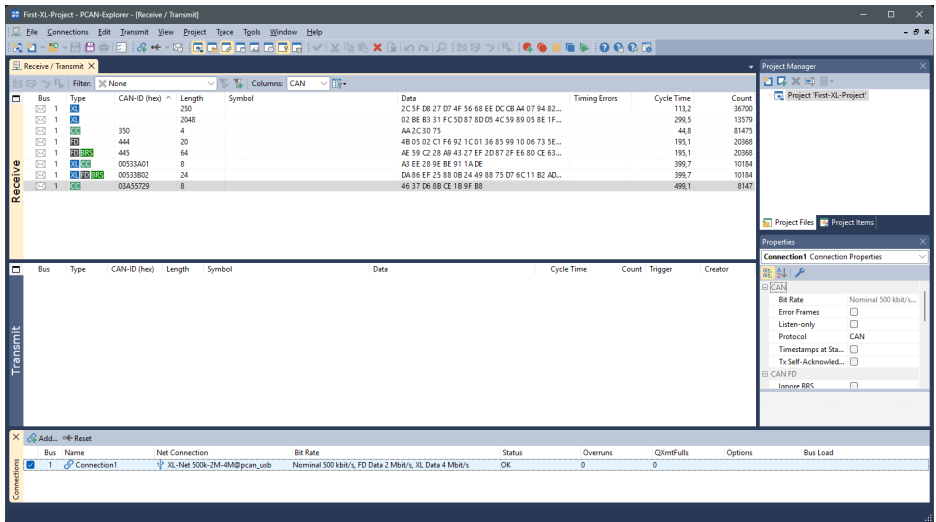 First-XL-Project - PCAN-Explorer - [Receive / Transmit]
File Connections Edit Transmit View Project Trace Tools Window Help
Receive / Transmit
Filter: None Columns: CAN
Bus Type CAN-ID (hex) Length Symbol Data Timing Errors Cycle Time Count
1 XL 250 2C 5F D8 27 D7 4F 56 68 EE DC CB AA 07 94 82... 113,2 36700
1 XL 2048 02 BE B3 31 FC 5D 87 8D D5 4C 59 89 05 8E 1F... 299,5 13579
1 CC 350 4 AA 2C 30 75 44,8 81475
1 FD 444 20 4B 05 02 C1 F6 92 1C 01 36 85 99 10 06 73 5E... 195,1 20368
1 FD BRS 445 64 AE 59 C2 28 A9 43 27 EF 2D 87 2F E6 80 CE 63... 195,1 20368
1 XL CC 00533A01 8 A3 EE 28 9E BE 91 1A DE 399,7 10184
1 XL FD BRS 00533B02 24 DA 86 EF 25 88 0B 24 49 88 75 D7 6C 11 B2 AD... 399,7 10184
1 CC 03A55729 8 46 37 D6 8B CE 1B 9F B8 499,1 8147
Receive
Bus Type CAN-ID (hex) Length Symbol Data Cycle Time Count Trigger Creator
Transmit
Project Manager
Project 'First-XL-Project'
Project Files Project Items
Properties
Connection1 Connection Properties
CAN
Bit Rate Nominal 500 kbit/s...
Error Frames
Listen-only
Protocol CAN
Timestamps at Sta...
Tx Self-Acknowled...
CAN FD
Ignore BRS
Connections
Add... Reset
Bus Name Net Connection Bit Rate Status Overruns QXmtFulls Options Bus Load
1 Connection1 XL-Net 500k-2M-4M@pcan_usb Nominal 500 kbit/s, FD Data 2 Mbit/s, XL Data 4 Mbit/s OK 0 0